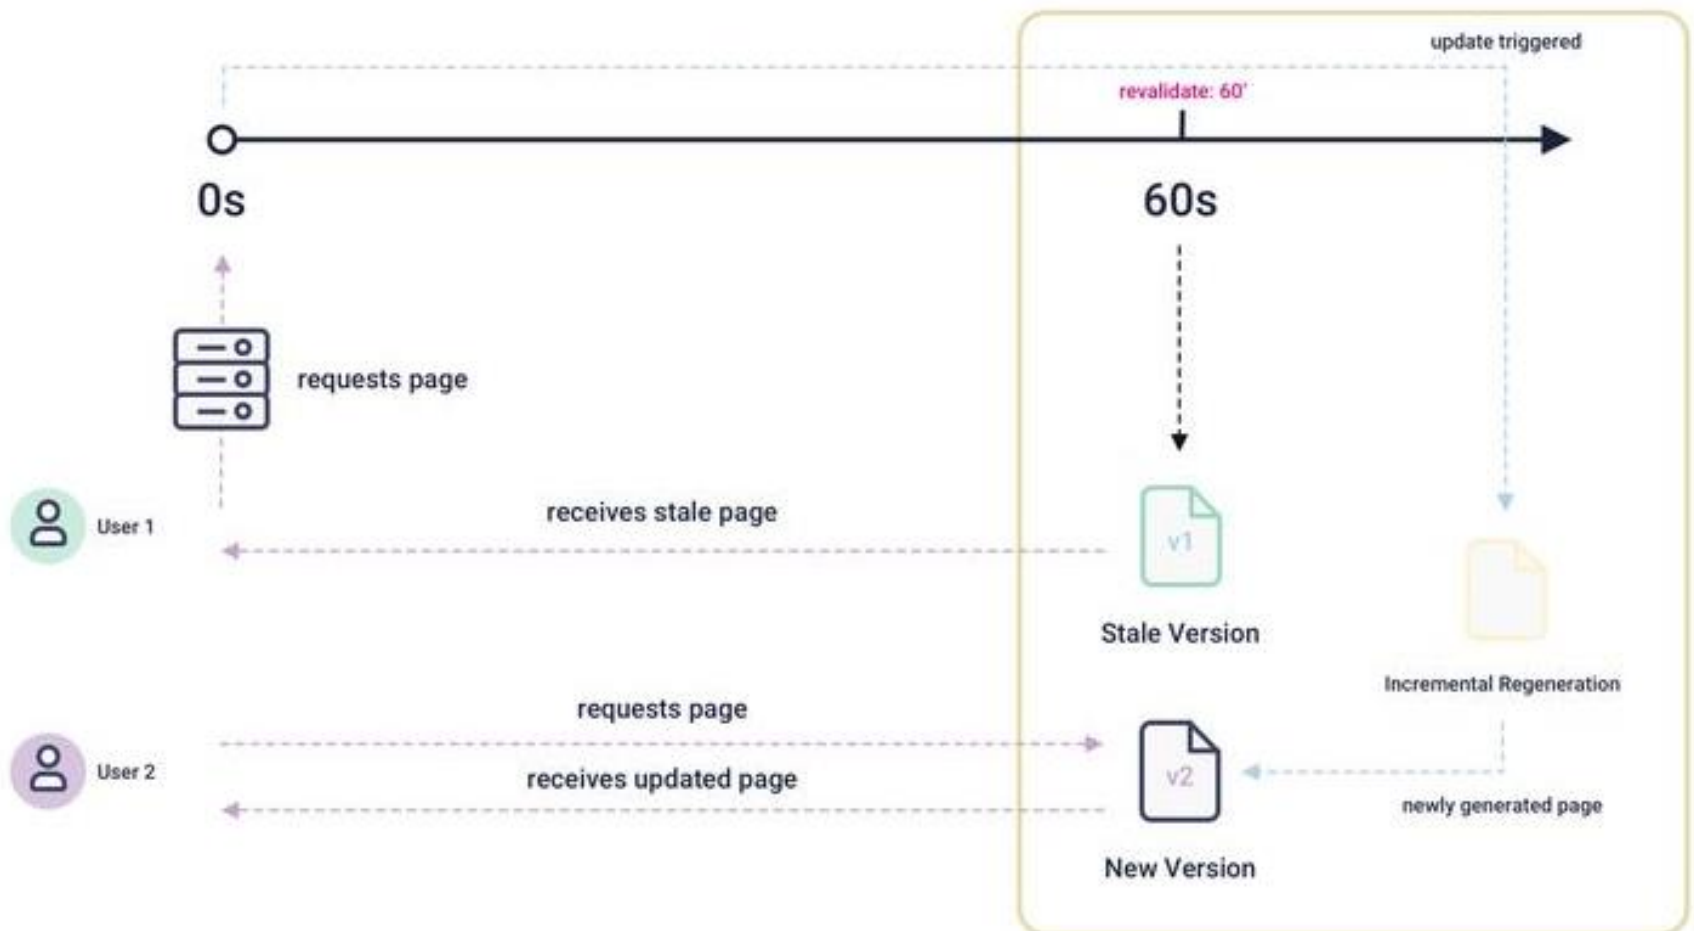 update triggered
revalidate: 60'
0s
60s
requests page
receives stale page
User 1
v1
Stale Version
Incremental Regeneration
requests page
User 2
receives updated page
v2
newly generated page
New Version